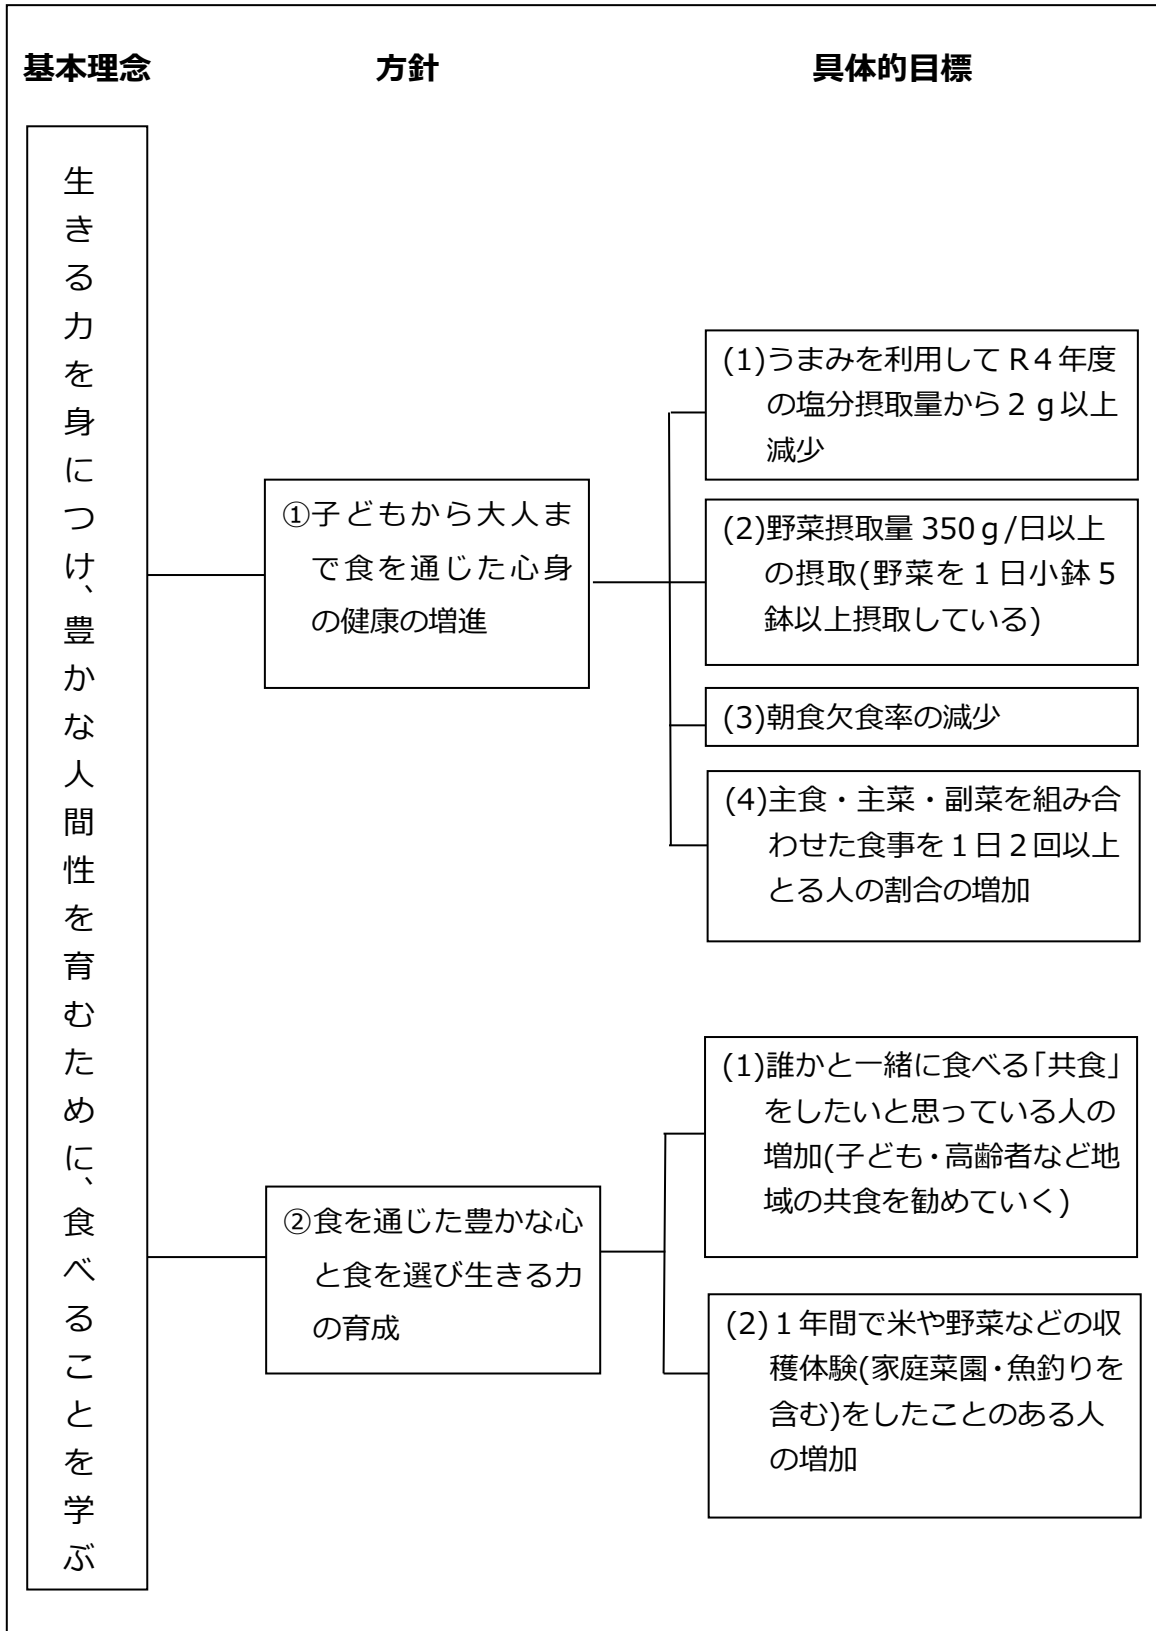 基本理念
方針
具体的目標
生きる力を身につけ、豊かな人間性を育むために、食べることを学ぶ
①子どもから大人ま
で食を通じた心身
の健康の増進
(1)うまみを利用して R４年度
の塩分摂取量から２ｇ以上
減少
(2)野菜摂取量 350ｇ/日以上
の摂取(野菜を１日小鉢５
鉢以上摂取している)
(3)朝食欠食率の減少
(4)主食・主菜・副菜を組み合
わせた食事を１日２回以上
とる人の割合の増加
②食を通じた豊かな心
と食を選び生きる力
の育成
(1)誰かと一緒に食べる「共食」
をしたいと思っている人の
増加(子ども・高齢者など地
域の共食を勧めていく)
(2)１年間で米や野菜などの収
穫体験(家庭菜園・魚釣りを
含む)をしたことのある人
の増加